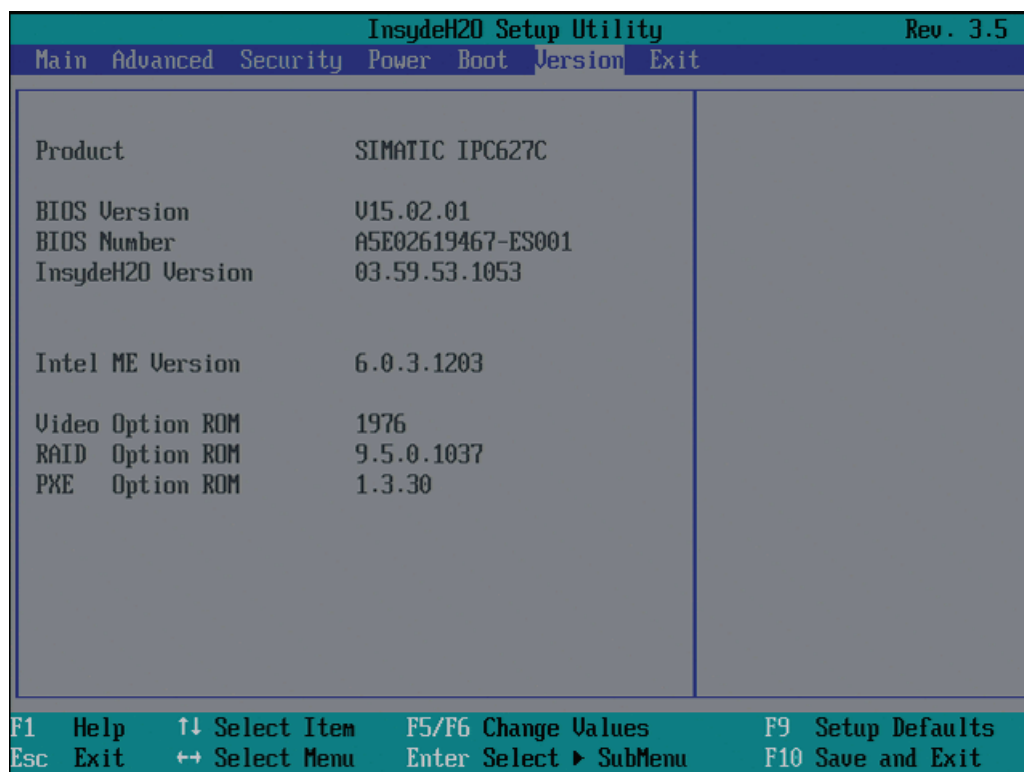 InsydeH2O Setup Utility Rev. 3.5
Main Advanced Security Power Boot Version Exit
Product SIMATIC IPC627C
BIOS Version V15.02.01
BIOS Number A5E02619467-ES001
InsydeH2O Version 03.59.53.1053
Intel ME Version 6.0.3.1203
Video Option ROM 1976
RAID Option ROM 9.5.0.1037
PXE Option ROM 1.3.30
F1 Help ↑↓ Select Item F5/F6 Change Values F9 Setup Defaults
Esc Exit ↔ Select Menu Enter Select ▶ SubMenu F10 Save and Exit